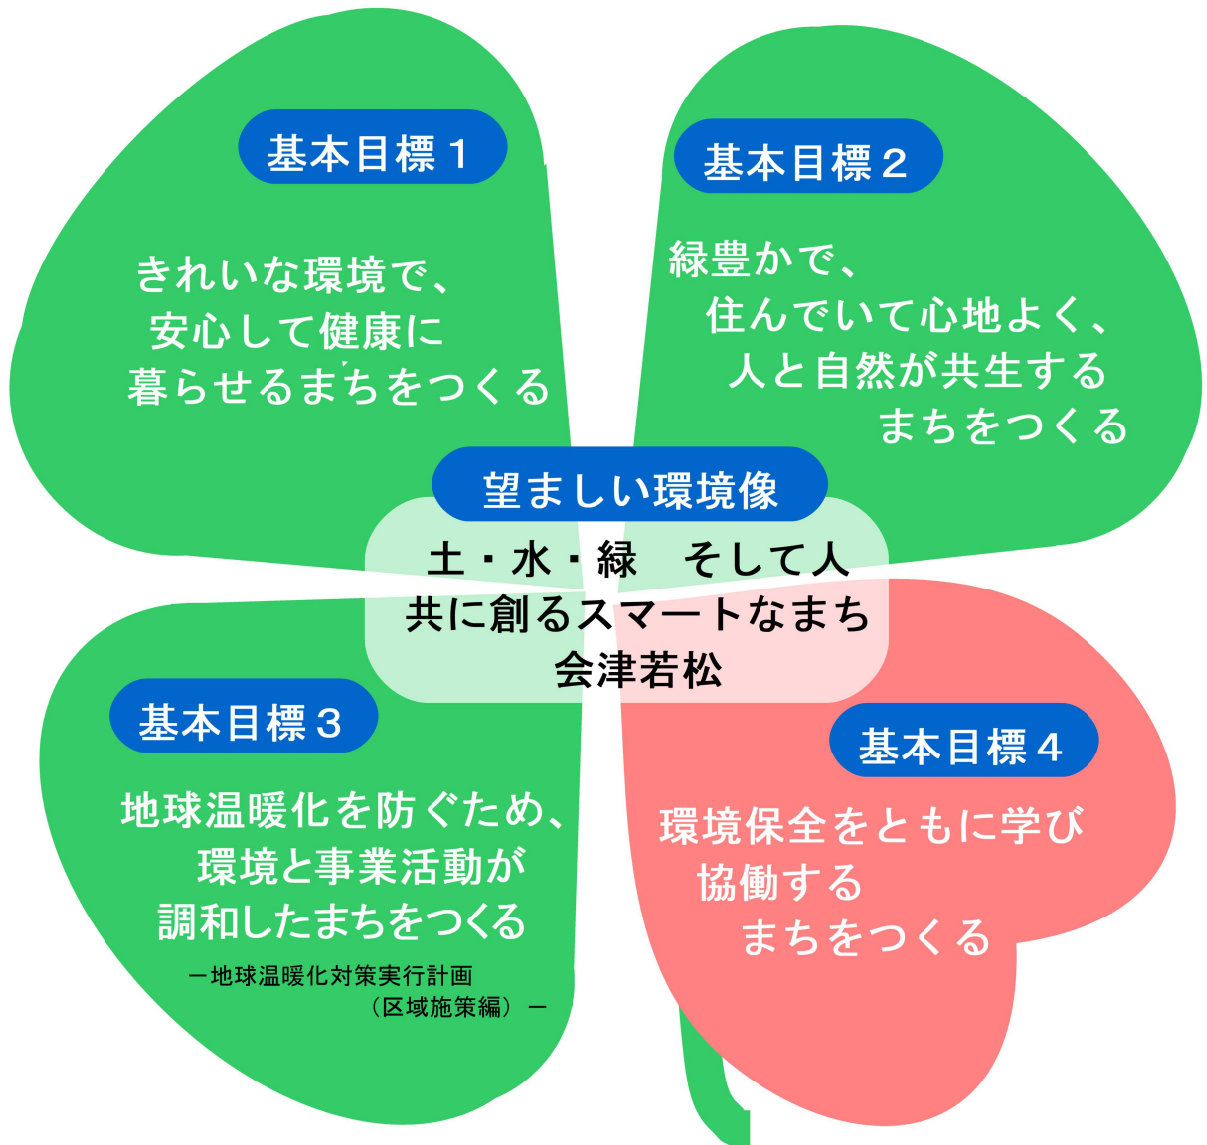 基本目標１
きれいな環境で、
安心して健康に
暮らせるまちをつくる
基本目標２
緑豊かで、
住んでいて心地よく、
人と自然が共生する
まちをつくる
望ましい環境像
土・水・緑　そして人
共に創るスマートなまち
会津若松
基本目標３
地球温暖化を防ぐため、
環境と事業活動が
調和したまちをつくる
－地球温暖化対策実行計画
（区域施策編）－
基本目標４
環境保全をともに学び
協働する
まちをつくる